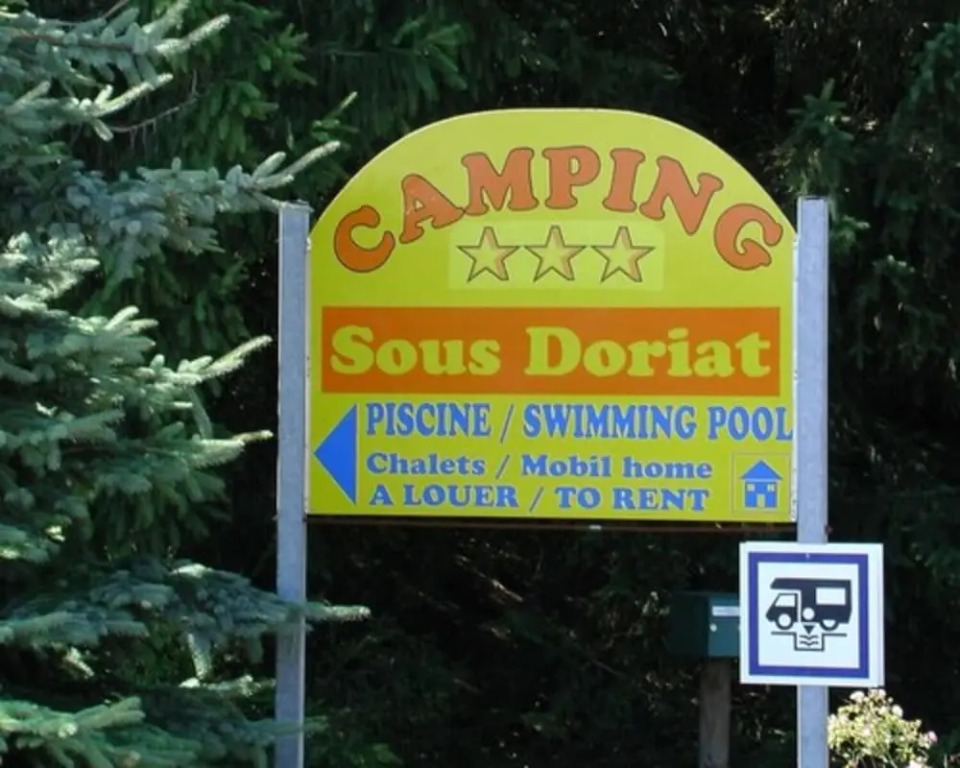 CAMPING
Sous Doriat
PISCINE / SWIMMING POOL
Chalets / Mobil home
A LOUER / TO RENT